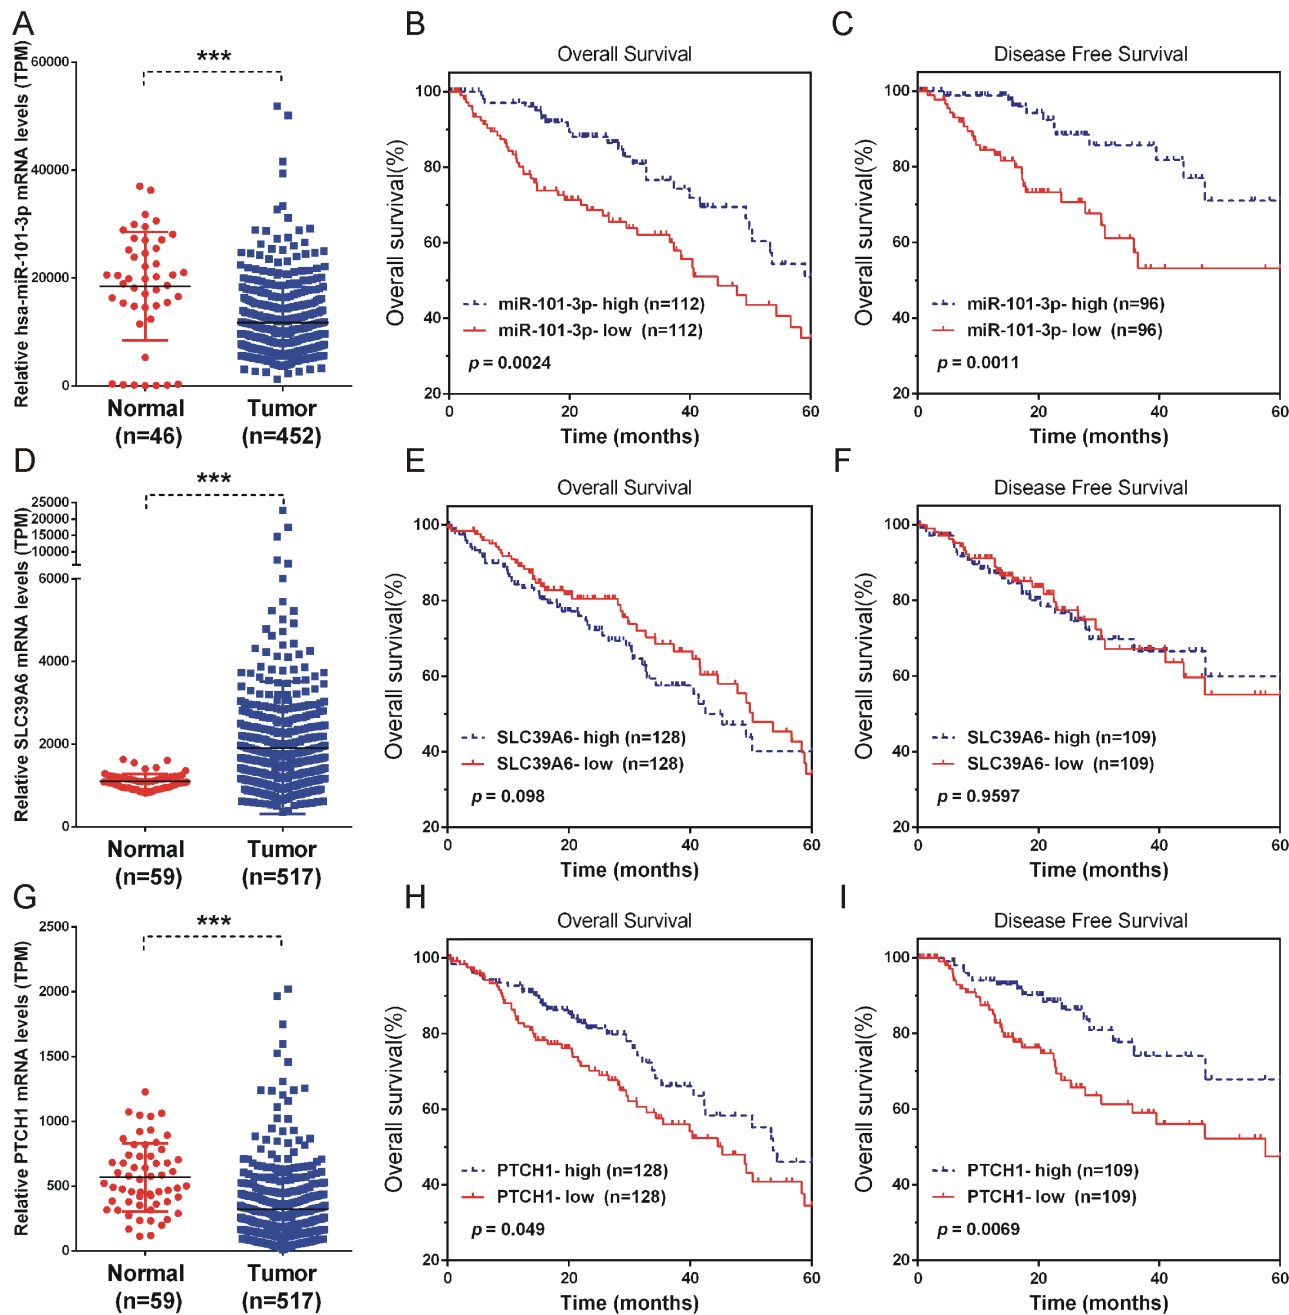 A
Relative hsa-miR-101-3p mRNA levels (TPM)
60000
40000
20000
0
***
Normal
(n=46)
Tumor
(n=452)
B
Overall Survival
Overall survival(%)
100
80
60
40
20
miR-101-3p- high (n=112)
miR-101-3p- low (n=112)
p = 0.0024
0
20
40
60
Time (months)
C
Disease Free Survival
Overall survival(%)
100
80
60
40
20
miR-101-3p- high (n=96)
miR-101-3p- low (n=96)
p = 0.0011
0
20
40
60
Time (months)
D
Relative SLC39A6 mRNA levels (TPM)
25000
20000
15000
10000
6000
4000
2000
0
***
Normal
(n=59)
Tumor
(n=517)
E
Overall Survival
Overall survival(%)
100
80
60
40
20
SLC39A6- high (n=128)
SLC39A6- low (n=128)
p = 0.098
0
20
40
60
Time (months)
F
Disease Free Survival
Overall survival(%)
100
80
60
40
20
SLC39A6- high (n=109)
SLC39A6- low (n=109)
p = 0.9597
0
20
40
60
Time (months)
G
Relative PTCH1 mRNA levels (TPM)
2500
2000
1500
1000
500
0
***
Normal
(n=59)
Tumor
(n=517)
H
Overall Survival
Overall survival(%)
100
80
60
40
20
PTCH1- high (n=128)
PTCH1- low (n=128)
p = 0.049
0
20
40
60
Time (months)
I
Disease Free Survival
Overall survival(%)
100
80
60
40
20
PTCH1- high (n=109)
PTCH1- low (n=109)
p = 0.0069
0
20
40
60
Time (months)